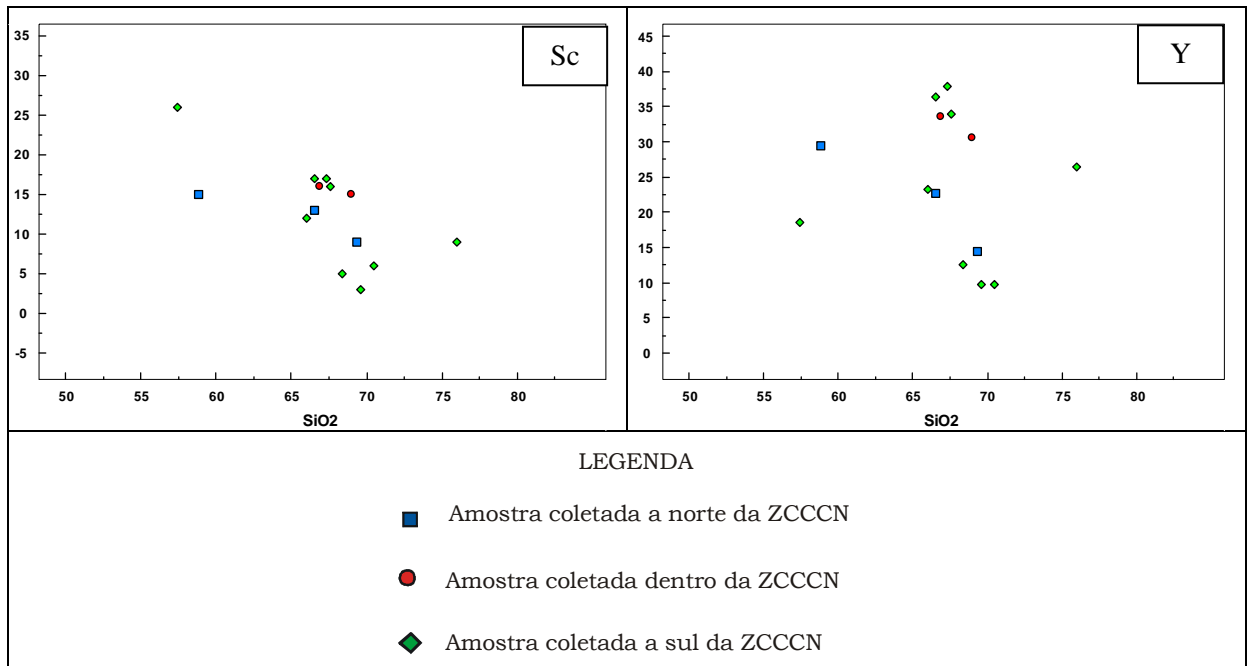 Sc
35
30
25
20
15
10
5
0
-5
50 55 60 65 70 75 80
SiO2
Y
45
40
35
30
25
20
15
10
5
0
50 55 60 65 70 75 80
SiO2
LEGENDA
Amostra coletada a norte da ZCCCN
Amostra coletada dentro da ZCCCN
Amostra coletada a sul da ZCCCN